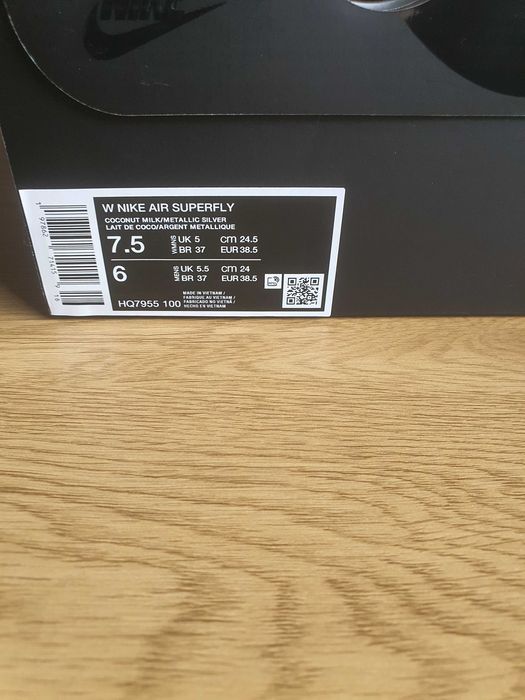 NIKE
W NIKE AIR SUPERFLY
COCONUT MILK/METALLIC SILVER
LAIT DE COCO/ARGENT METALLIQUE
7.5 WMNS UK 5 CM 24.5
BR 37 EUR 38.5
6 MENS UK 5.5 CM 24
BR 37 EUR 38.5
HQ7955 100
MADE IN VIETNAM /
FABRIQUE AU VIETNAM /
FABRICADO NO VIETNÃ /
HECHO EN VIETNAM